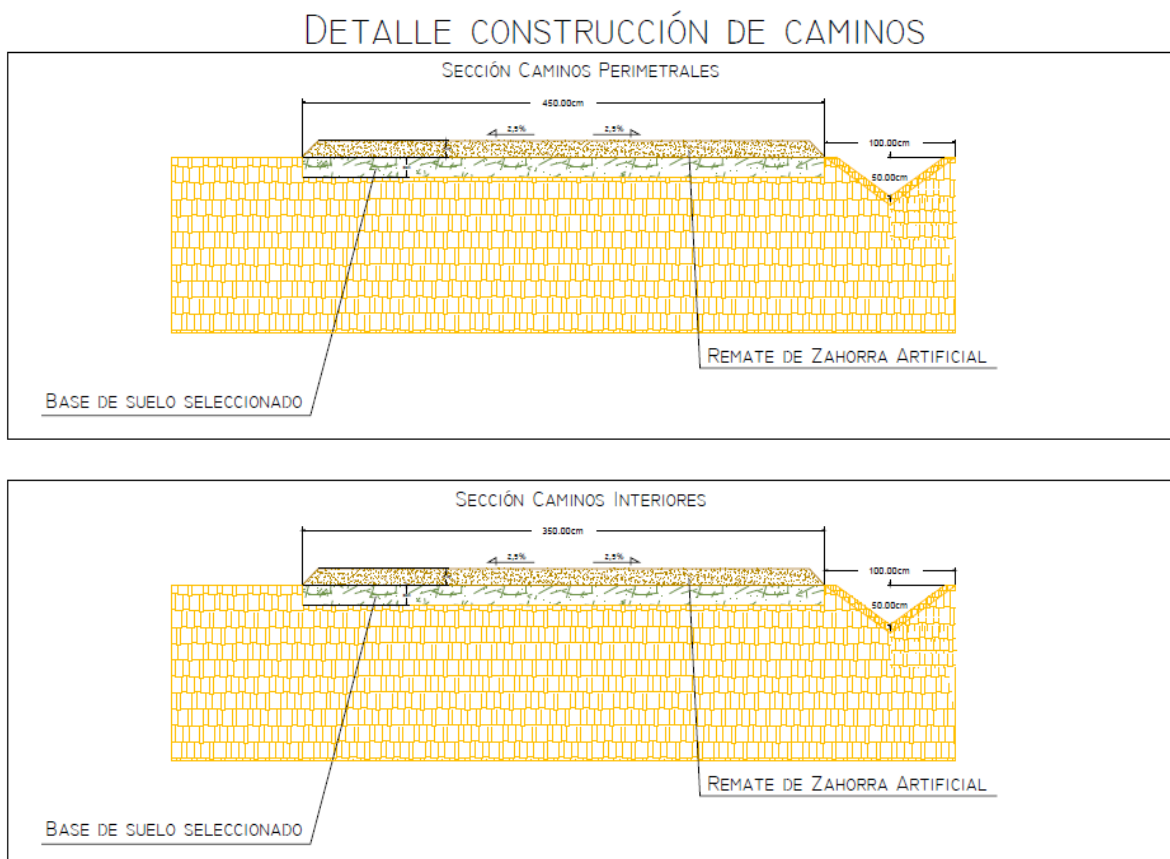 DETALLE CONSTRUCCIÓN DE CAMINOS
SECCIÓN CAMINOS PERIMETRALES
450.00cm
2,5% 2,5%
100.00cm
50.00cm
REMATE DE ZAHORRA ARTIFICIAL
BASE DE SUELO SELECCIONADO
SECCIÓN CAMINOS INTERIORES
350.00cm
2,5% 2,5%
100.00cm
50.00cm
REMATE DE ZAHORRA ARTIFICIAL
BASE DE SUELO SELECCIONADO